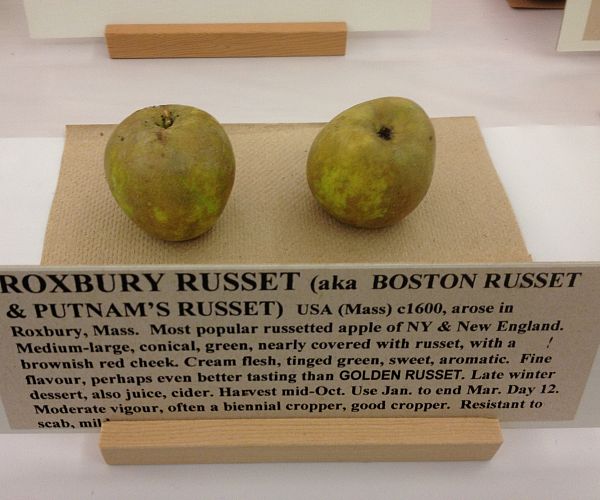 ROXBURY RUSSET (aka BOSTON RUSSET
& PUTNAM'S RUSSET) USA (Mass) c1600, arose in
Roxbury, Mass. Most popular russetted apple of NY & New England.
Medium-large, conical, green, nearly covered with russet, with a !
brownish red cheek. Cream flesh, tinged green, sweet, aromatic. Fine
flavour, perhaps even better tasting than GOLDEN RUSSET. Late winter
dessert, also juice, cider. Harvest mid-Oct. Use Jan. to end Mar. Day 12.
Moderate vigour, often a biennial cropper, good cropper. Resistant to
scab,